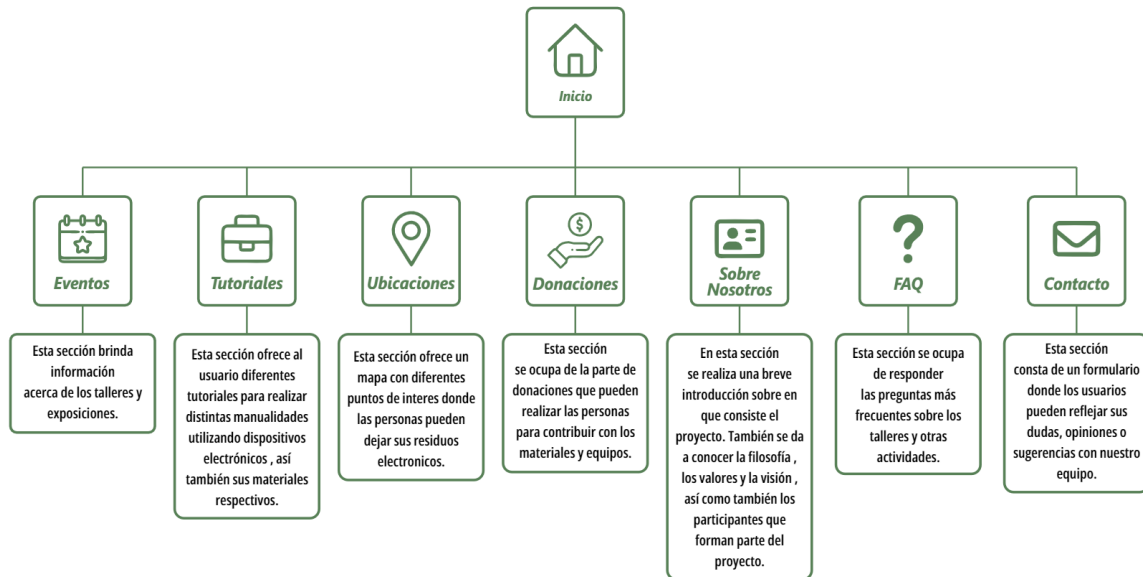 Inicio
Eventos
Tutoriales
Ubicaciones
Donaciones
Sobre
Nosotros
FAQ
Contacto
Esta sección brinda
información
acerca de los talleres y
exposiciones.
Esta sección ofrece al
usuario diferentes
tutoriales para realizar
distintas manualidades
utilizando dispositivos
electrónicos , así
también sus materiales
respectivos.
Esta sección ofrece un
mapa con diferentes
puntos de interes donde
las personas pueden
dejar sus residuos
electronicos.
Esta sección
se ocupa de la parte de
donaciones que pueden
realizar las personas
para contribuir con los
materiales y equipos.
En esta sección
se realiza una breve
introducción sobre en
que consiste el
proyecto. También se da
a conocer la filosofía ,
los valores y la visión ,
así como también los
participantes que
forman parte del
proyecto.
Esta sección se ocupa
de responder
las preguntas más
frecuentes sobre los
talleres y otras
actividades.
Esta sección
consta de un formulario
donde los usuarios
pueden reflejar sus
dudas, opiniones o
sugerencias con nuestro
equipo.